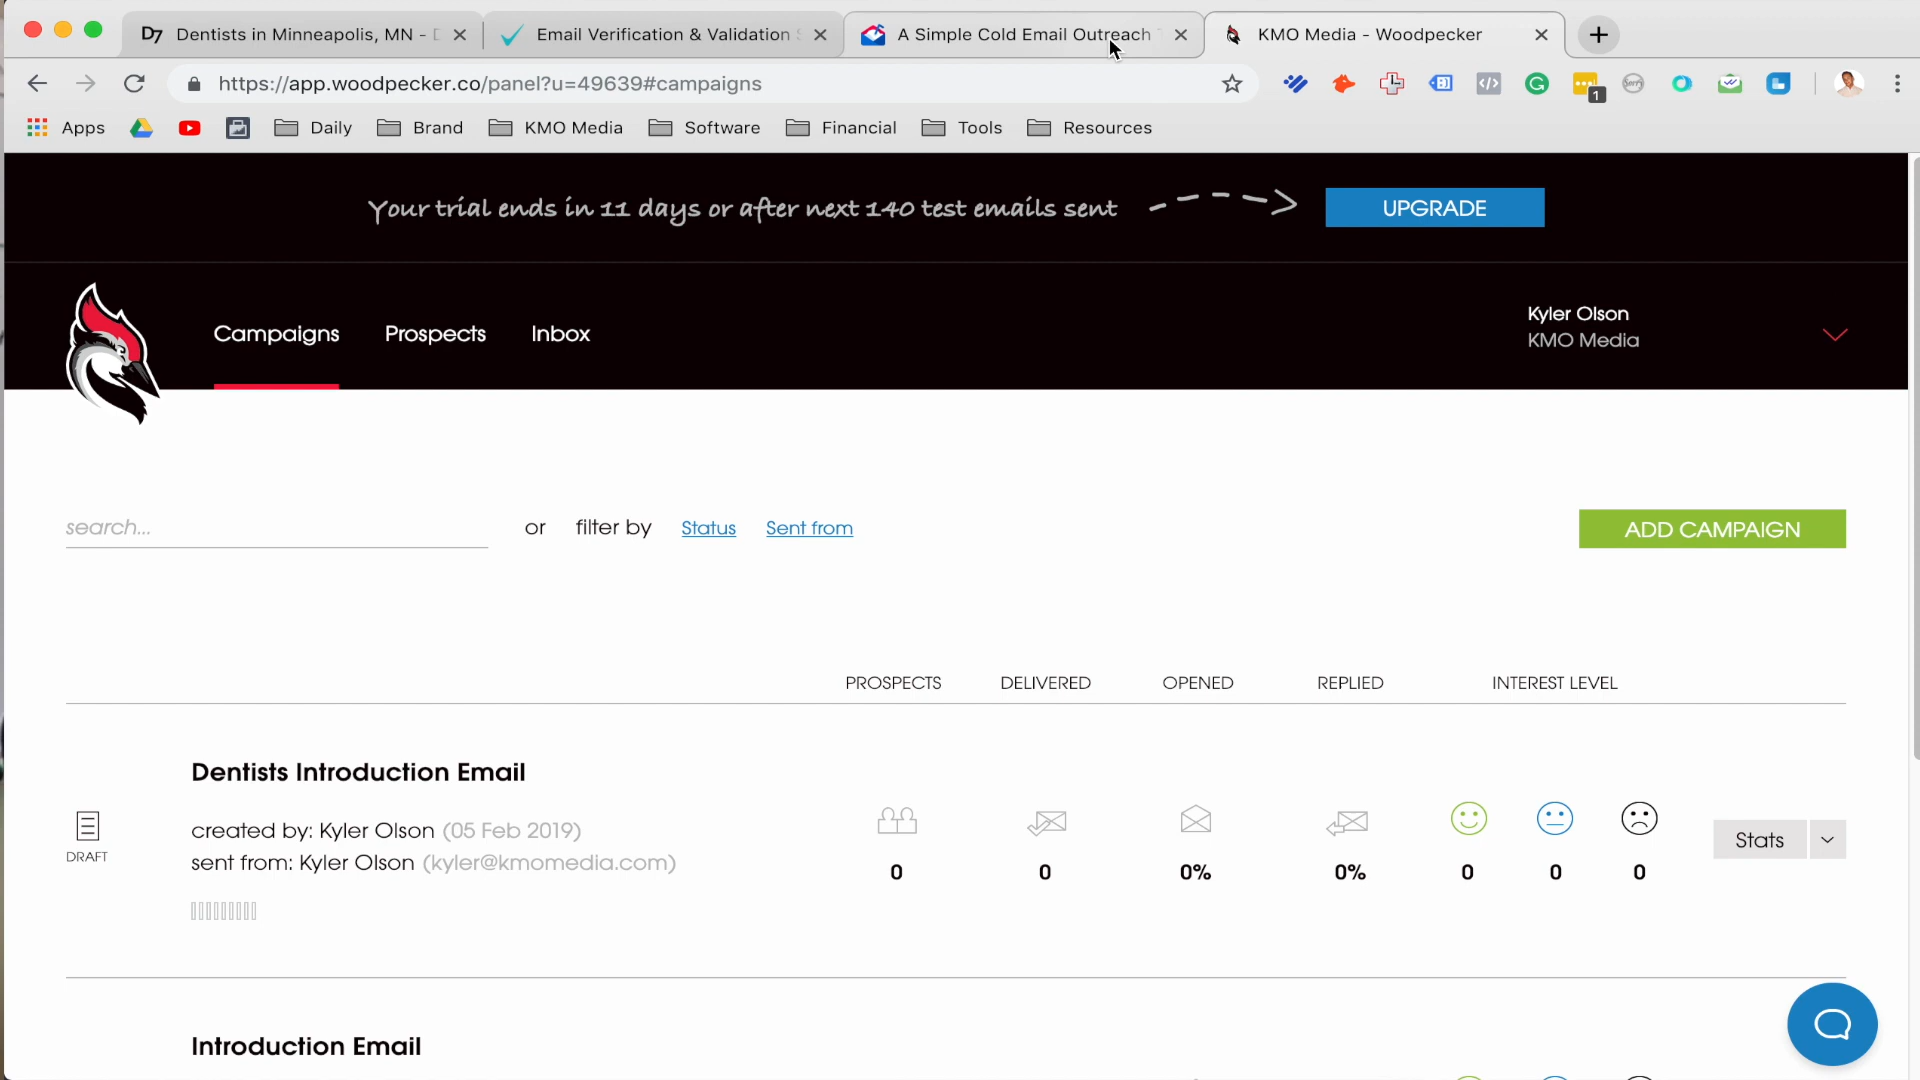 D7 Dentists in Minneapolis, MN - D
Email Verification & Validation S
A Simple Cold Email Outreach T
KMO Media - Woodpecker
https://app.woodpecker.co/panel?u=49639#campaigns
1
Apps Daily Brand KMO Media Software Financial Tools Resources
Your trial ends in 11 days or after next 140 test emails sent
UPGRADE
Campaigns Prospects Inbox
Kyler Olson
KMO Media
search...
or filter by Status Sent from
ADD CAMPAIGN
PROSPECTS DELIVERED OPENED REPLIED INTEREST LEVEL
Dentists Introduction Email
created by: Kyler Olson (05 Feb 2019)
sent from: Kyler Olson (kyler@kmomedia.com)
DRAFT
0 0 0% 0% 0 0 0
Stats
Introduction Email